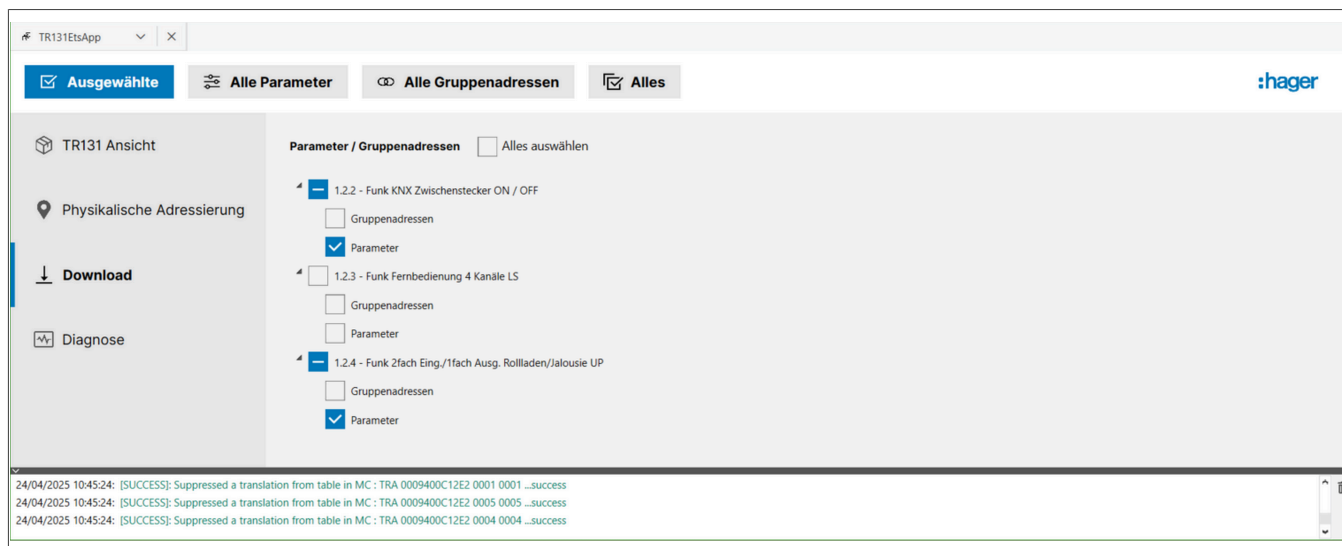 TR131EtsApp
Ausgewählte Alle Parameter Alle Gruppenadressen Alles :hager
TR131 Ansicht
Physikalische Adressierung
Download
Diagnose
Parameter / Gruppenadressen Alles auswählen
1.2.2 - Funk KNX Zwischenstecker ON / OFF
Gruppenadressen
Parameter
1.2.3 - Funk Fernbedienung 4 Kanäle LS
Gruppenadressen
Parameter
1.2.4 - Funk 2fach Eing./1fach Ausg. Rollladen/Jalousie UP
Gruppenadressen
Parameter
24/04/2025 10:45:24: [SUCCESS]: Suppressed a translation from table in MC : TRA 0009400C12E2 0001 0001 ...success
24/04/2025 10:45:24: [SUCCESS]: Suppressed a translation from table in MC : TRA 0009400C12E2 0005 0005 ...success
24/04/2025 10:45:24: [SUCCESS]: Suppressed a translation from table in MC : TRA 0009400C12E2 0004 0004 ...success